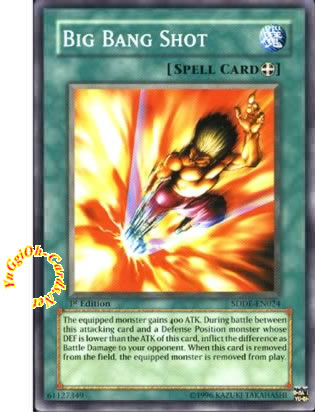 BIG BANG SHOT
[SPELL CARD]
YuGgiOh-Cards.Net
1st Edition
SDDE-EN024
The equipped monster gains 400 ATK. During battle between
this attacking card and a Defense Position monster whose
DEF is lower than the ATK of this card, inflict the difference as
Battle Damage to your opponent. When this card is removed
from the field, the equipped monster is removed from play.
61127349
©1996 KAZUKI TAKAHASHI